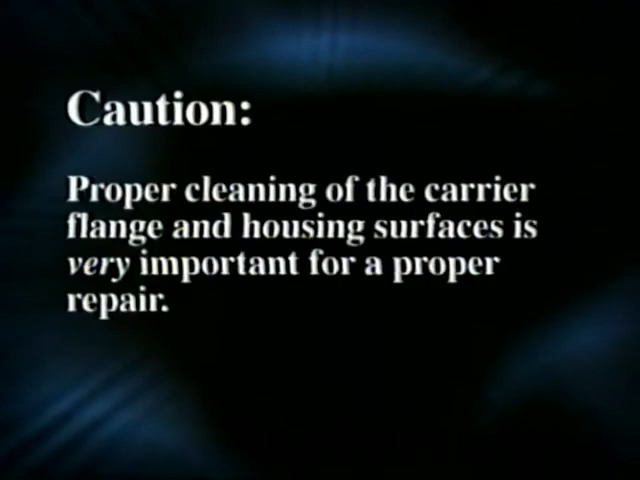 Caution:
Proper cleaning of the carrier
flange and housing surfaces is
very important for a proper
repair.